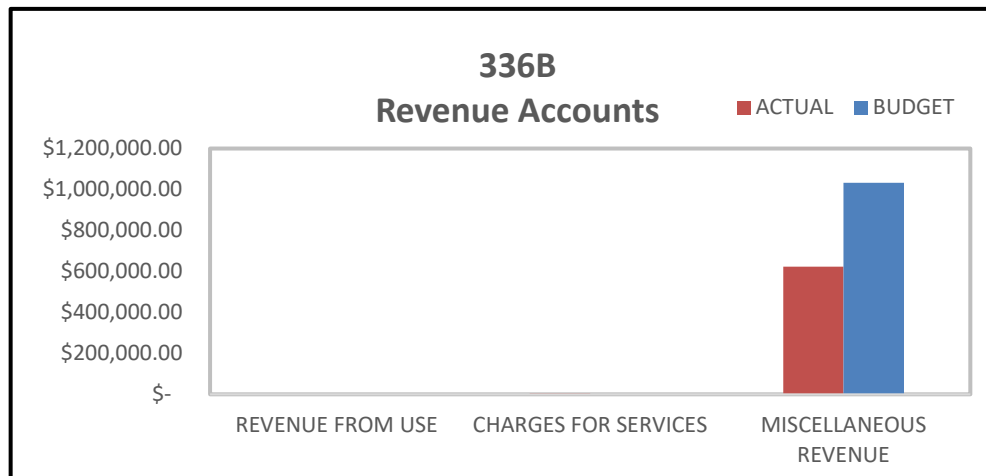 336B
Revenue Accounts
ACTUAL BUDGET
$1,200,000.00
$1,000,000.00
$800,000.00
$600,000.00
$400,000.00
$200,000.00
$-
REVENUE FROM USE CHARGES FOR SERVICES MISCELLANEOUS
REVENUE